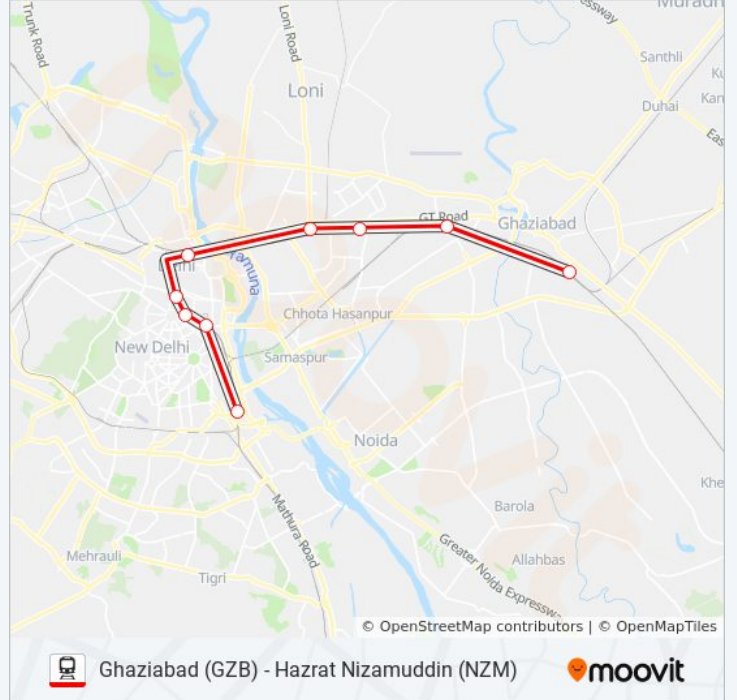 Muradn
essway
Trunk Road
Loni Road
Santhli
Loni
Ku
Duhai
Kan
Eas
GT Road
Ghaziabad
Delhi
Yamuna
Chhota Hasanpur
New Delhi
Samaspur
Noida
Khe
Barola
Mathura Road
Mehrauli
Greater Noida Expressway
Allahbas
Tigri
© OpenStreetMap contributors | © OpenMapTiles
Ghaziabad (GZB) - Hazrat Nizamuddin (NZM)
moovit